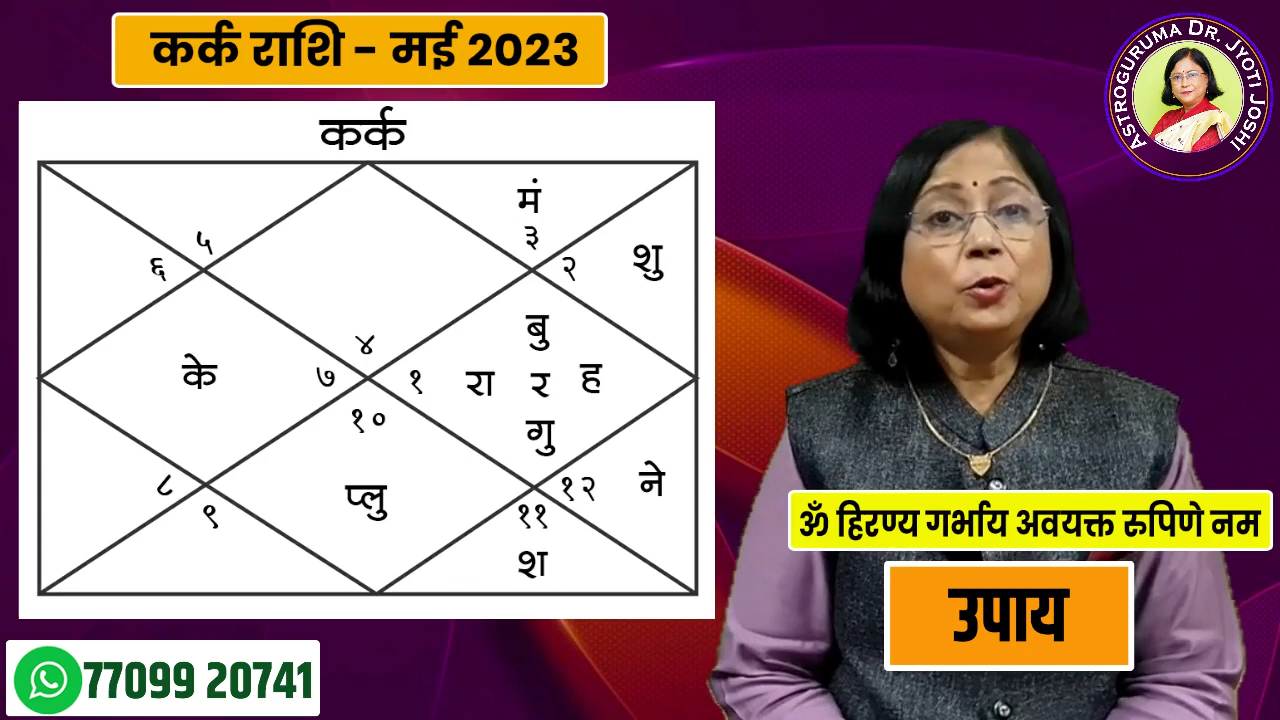 कर्क राशि - मई 2023
ASTROGURUMA DR. JYOTI JOSHI
कर्क
मं
३
५
६
२
शु
बु
४
के
७
१
रा
र
ह
१०
गु
८
९
प्लु
१२
ने
११
श
ॐ हिरण्य गर्भाय अवयक्त रुपिणे नम
उपाय
77099 20741